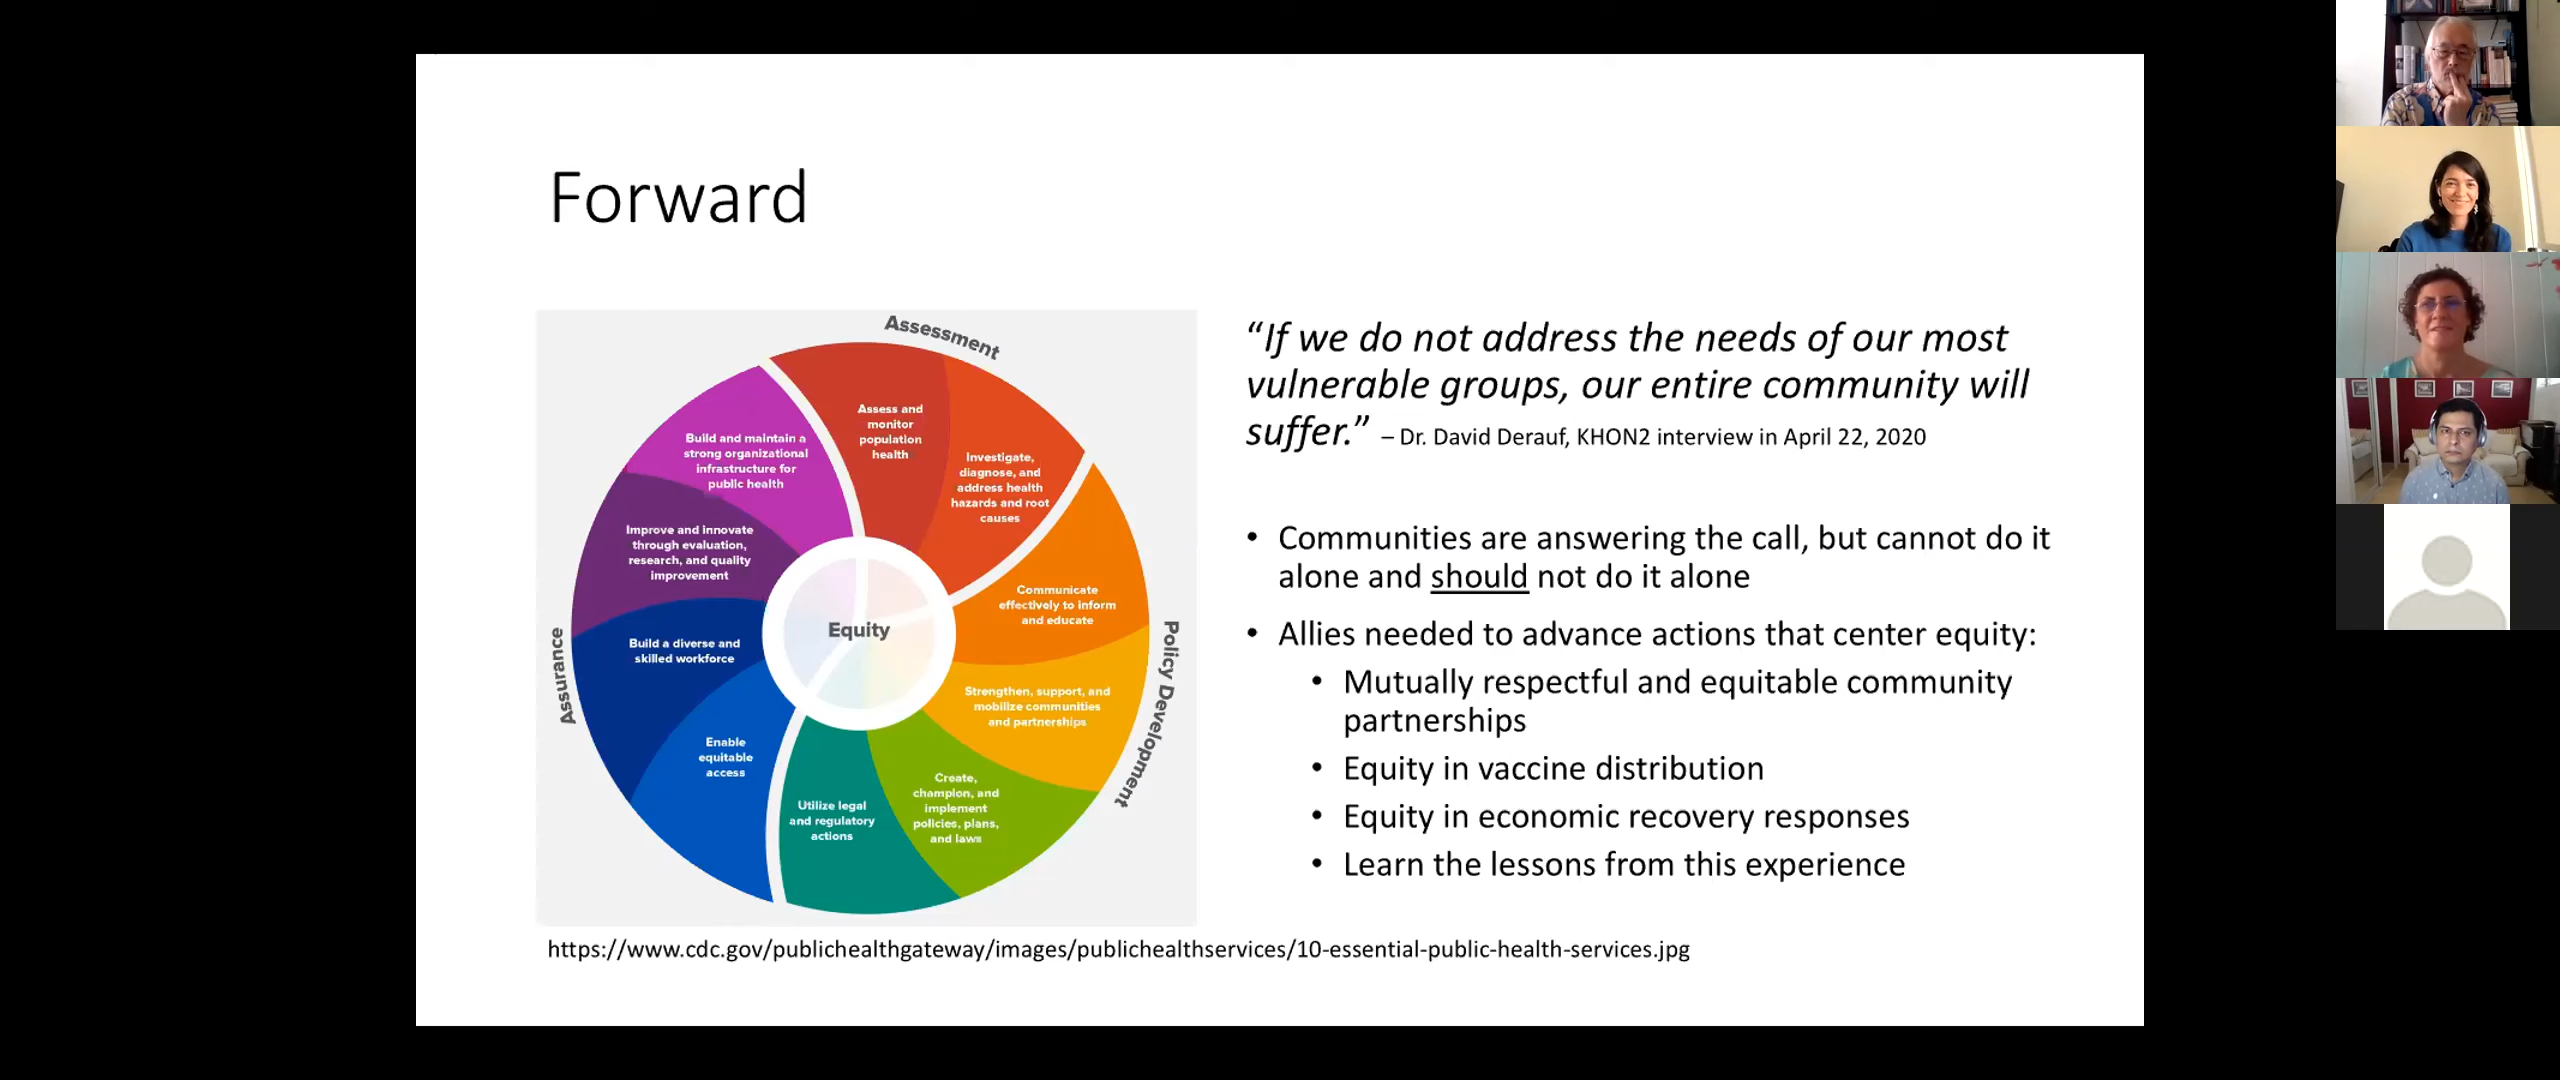 Forward
Assessment
Assess and
monitor
population
health
Investigate,
diagnose, and
address health
hazards and root
causes
Policy Development
Communicate
effectively to inform
and educate
Strengthen, support, and
mobilize communities
and partnerships
Create,
champion, and
implement
policies, plans,
and laws
Utilize legal
and regulatory
actions
Assurance
Enable
equitable
access
Build a diverse and
skilled workforce
Improve and innovate
through evaluation,
research, and quality
improvement
Build and maintain a
strong organizational
infrastructure for
public health
Equity
“If we do not address the needs of our most
vulnerable groups, our entire community will
suffer.” – Dr. David Derauf, KHON2 interview in April 22, 2020
• Communities are answering the call, but cannot do it
alone and should not do it alone
• Allies needed to advance actions that center equity:
• Mutually respectful and equitable community
partnerships
• Equity in vaccine distribution
• Equity in economic recovery responses
• Learn the lessons from this experience
https://www.cdc.gov/publichealthgateway/images/publichealthservices/10-essential-public-health-services.jpg